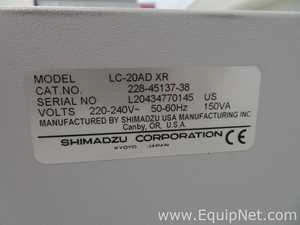 MODEL LC-20AD XR
CAT.NO. 228-45137-38
SERIAL NO L20434770145 US
VOLTS 220-240V~ 50-60Hz 150VA
MANUFACTURED BY SHIMADZU USA MANUFACTURING INC
Canby, OR, U.S.A.
SHIMADZU CORPORATION CE
KYOTO JAPAN
www.EquipNet.com